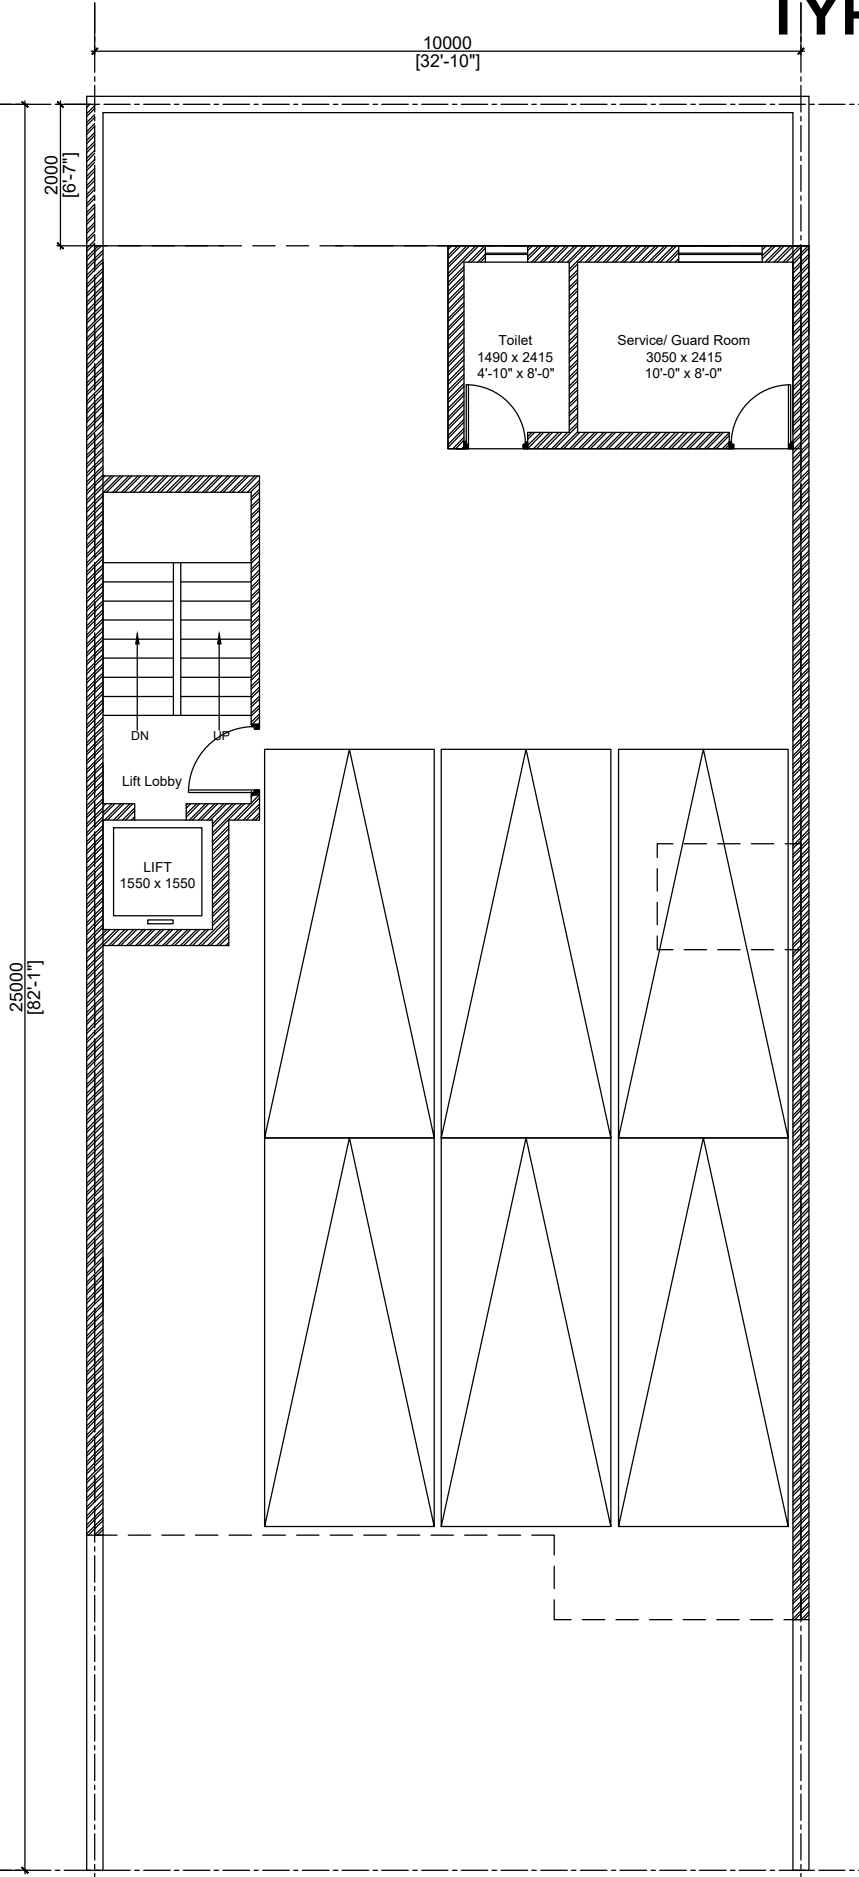 10000
[32'-10"]
2000
[6'-7"]
Toilet
1490 x 2415
4'-10" x 8'-0"
Service/ Guard Room
3050 x 2415
10'-0" x 8'-0"
DN
UP
Lift Lobby
LIFT
1550 x 1550
25000
[82'-1"]